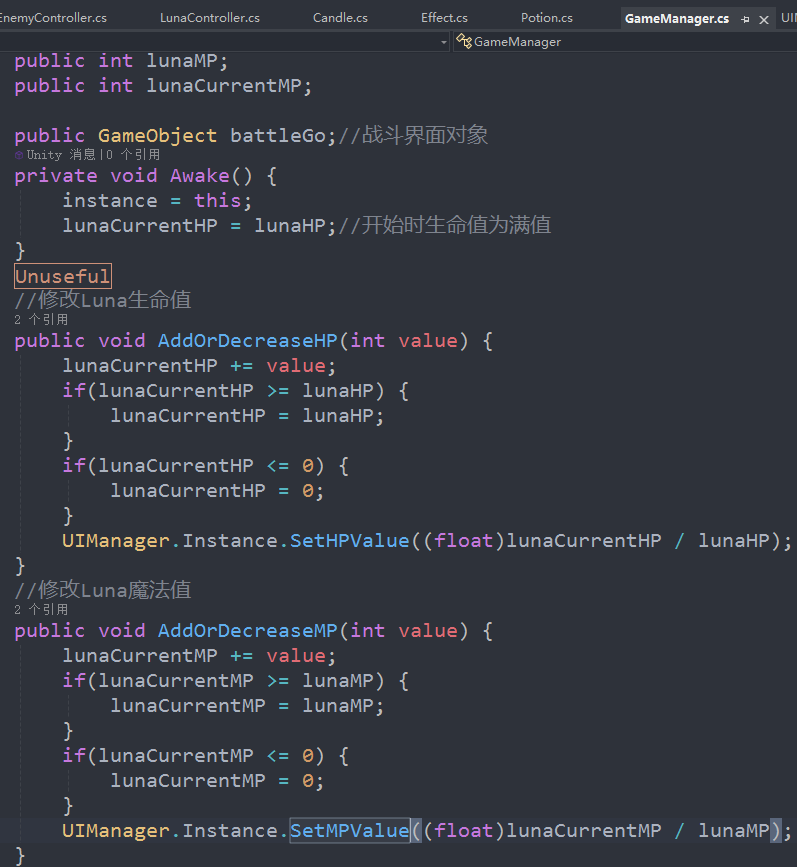 EnemyController.cs LunaController.cs Candle.cs Effect.cs Potion.cs GameManager.cs
GameManager
public int lunaMP;
public int lunaCurrentMP;
public GameObject battleGo;//战斗界面对象
Unity 消息|0 个引用
private void Awake() {
instance = this;
lunaCurrentHP = lunaHP;//开始时生命值为满值
}
Unuseful
//修改Luna生命值
2 个引用
public void AddOrDecreaseHP(int value) {
lunaCurrentHP += value;
if(lunaCurrentHP >= lunaHP) {
lunaCurrentHP = lunaHP;
}
if(lunaCurrentHP <= 0) {
lunaCurrentHP = 0;
}
UIManager.Instance.SetHPValue((float)lunaCurrentHP / lunaHP);
}
//修改Luna魔法值
2 个引用
public void AddOrDecreaseMP(int value) {
lunaCurrentMP += value;
if(lunaCurrentMP >= lunaMP) {
lunaCurrentMP = lunaMP;
}
if(lunaCurrentMP <= 0) {
lunaCurrentMP = 0;
}
UIManager.Instance.SetMPValue((float)lunaCurrentMP / lunaMP);
}